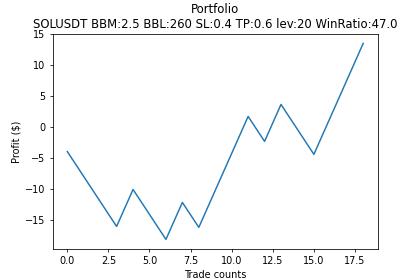 Portfolio
SOLUSDT BBM:2.5 BBL:260 SL:0.4 TP:0.6 lev:20 WinRatio:47.0
Profit ($)
15
10
5
0
−5
−10
−15
0.0 2.5 5.0 7.5 10.0 12.5 15.0 17.5
Trade counts